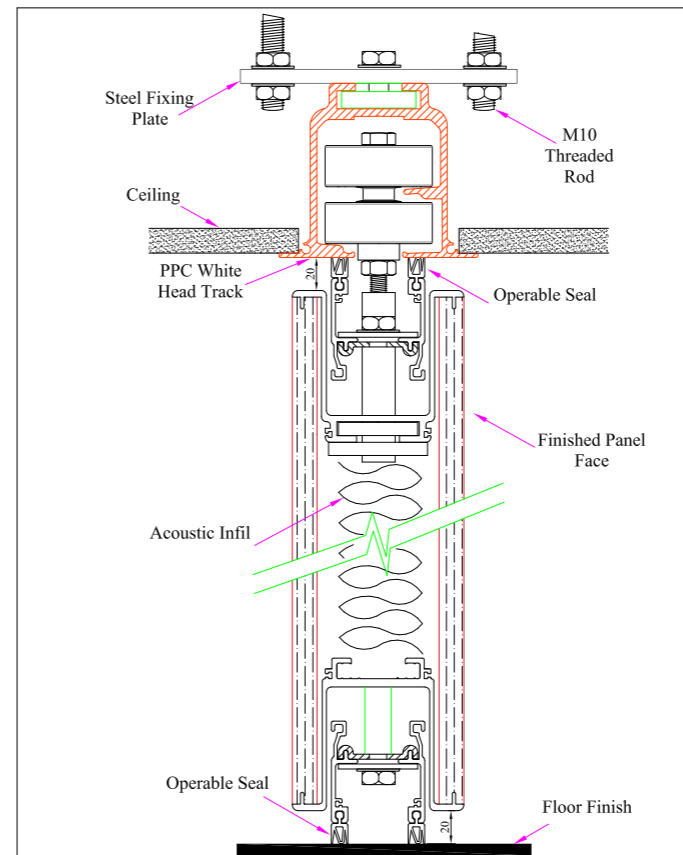 Steel Fixing
Plate
M10
Threaded
Rod
Ceiling
PPC White
Head Track
20
Operable Seal
Finished Panel
Face
Acoustic Infil
Operable Seal
20
Floor Finish